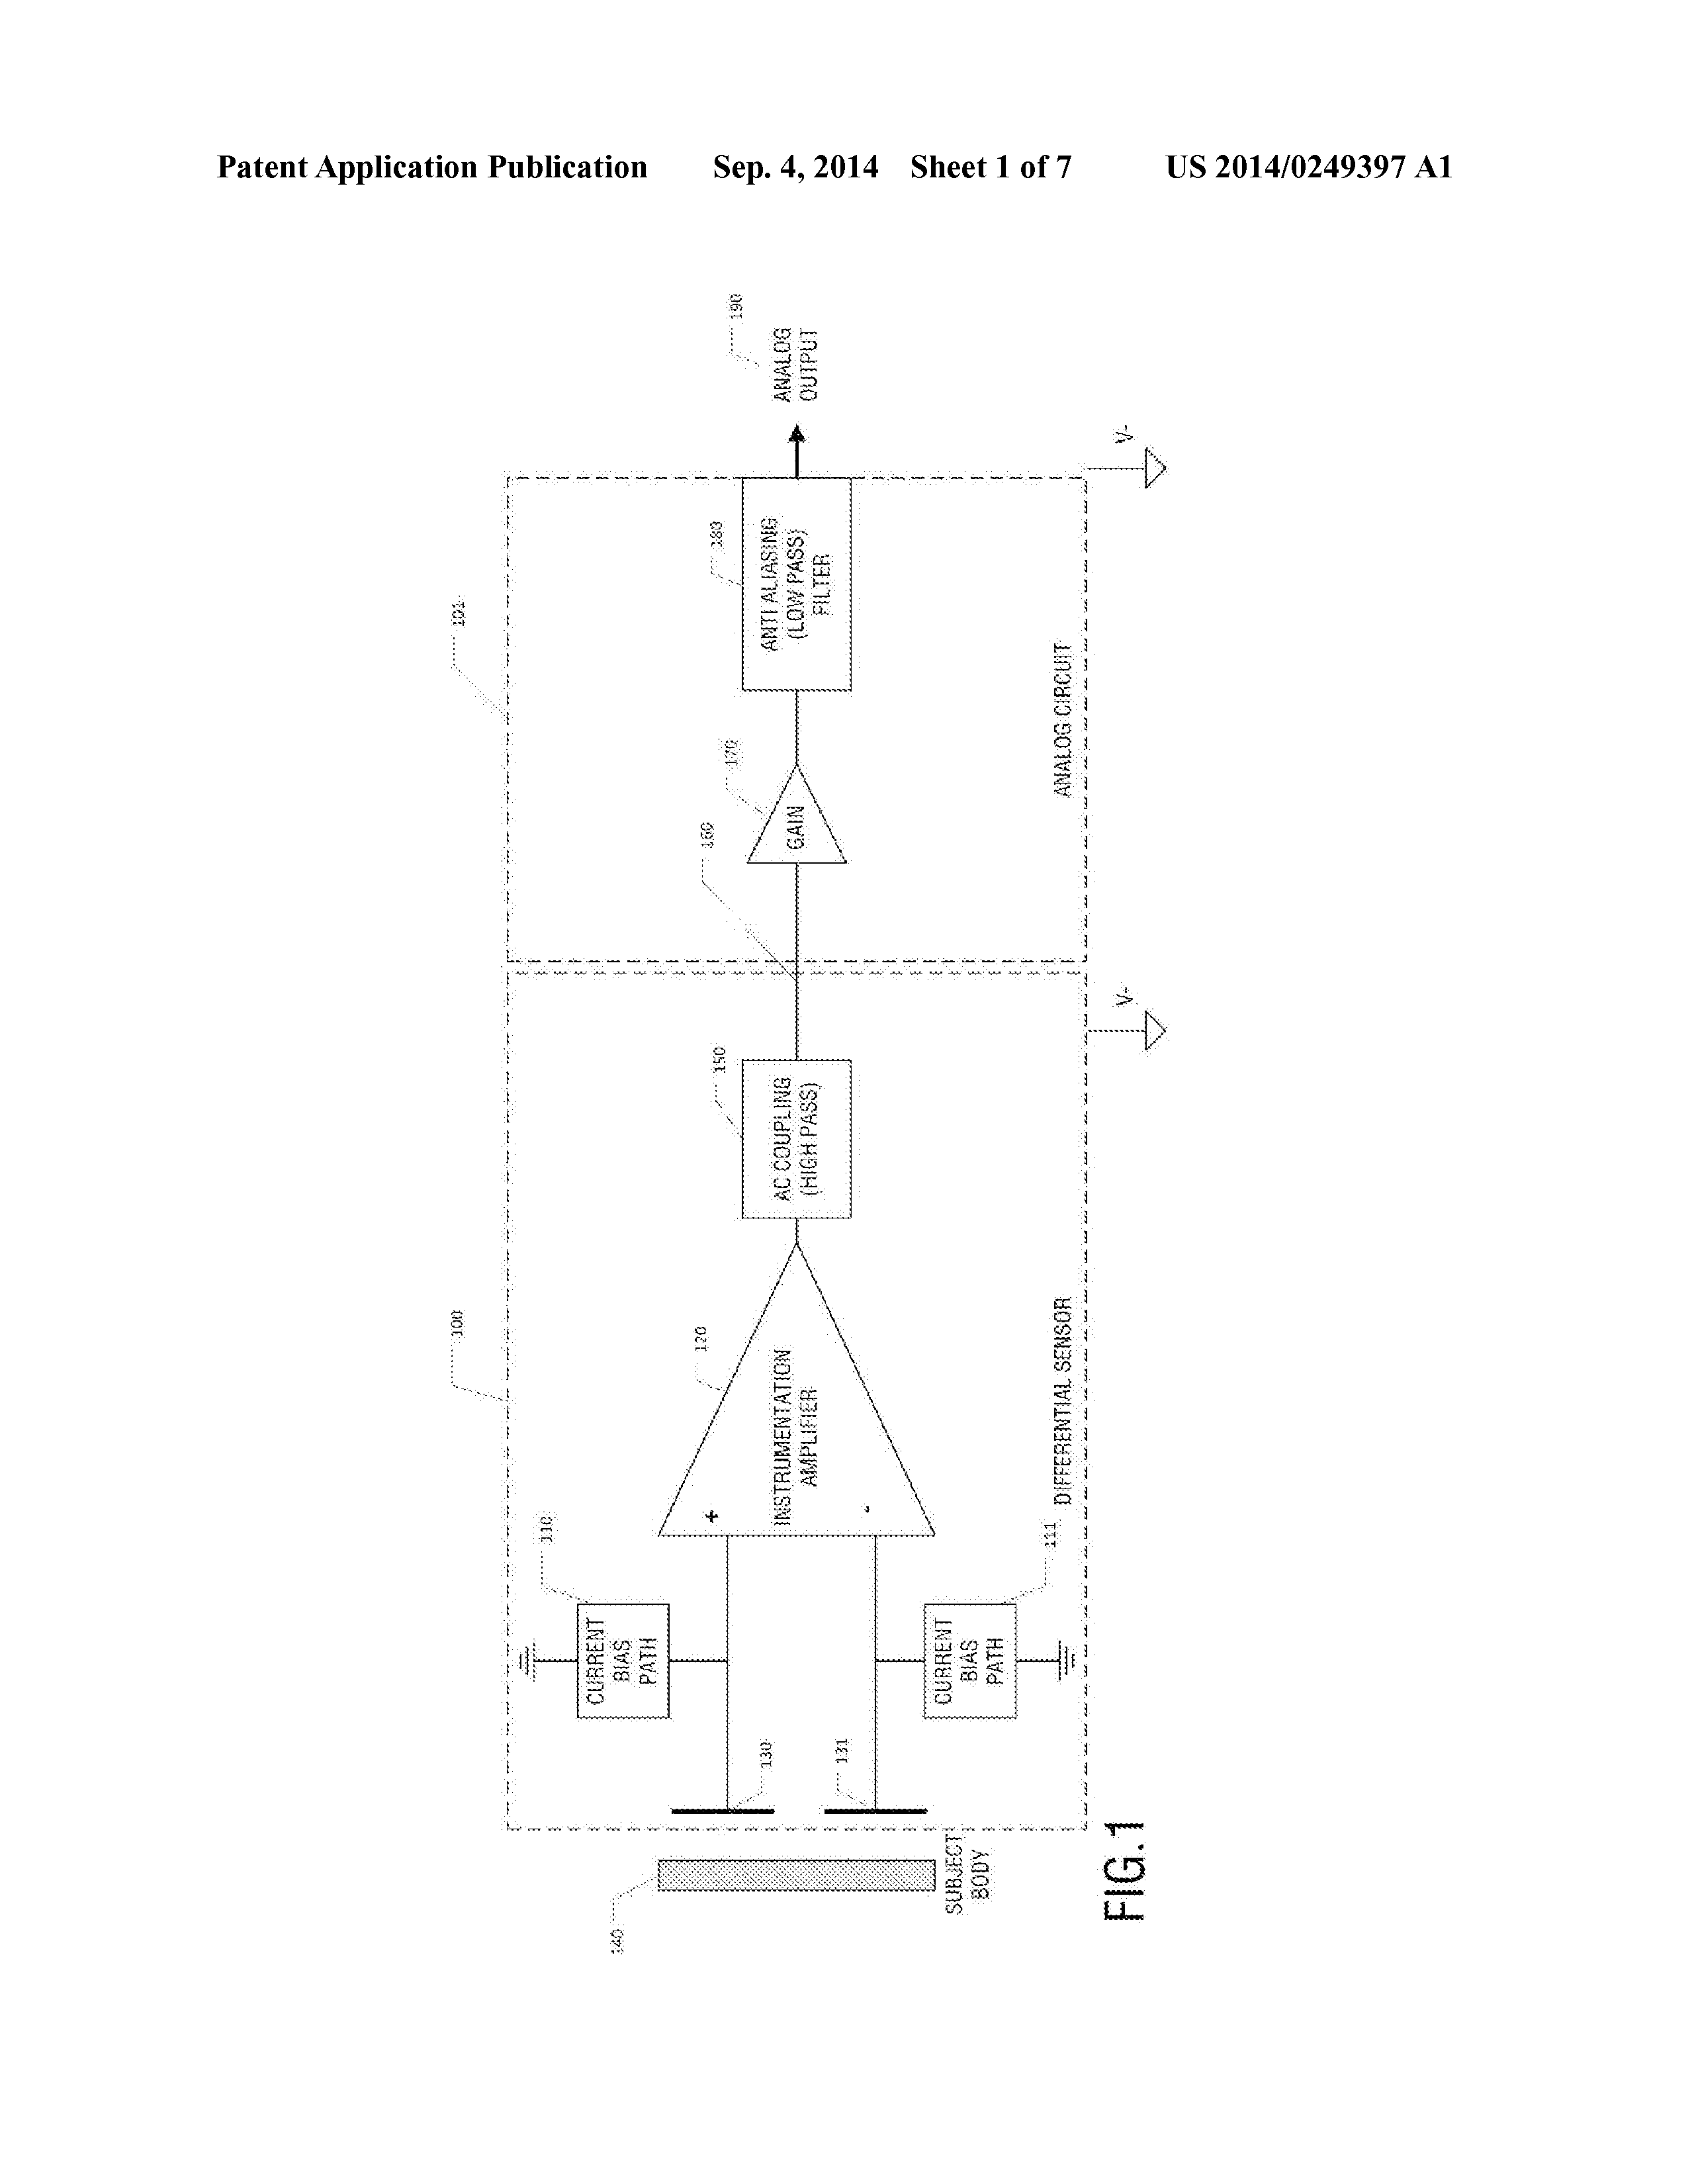 Patent Application Publication Sep. 4, 2014 Sheet 1 of 7 US 2014/0249397 A1
140
SUBJECT
BODY
100
130
131
110
CURRENT
BIAS
PATH
CURRENT
BIAS
PATH
111
+
-
INSTRUMENTATION
AMPLIFIER
120
AC COUPLING
(HIGH PASS)
150
DIFFERENTIAL SENSOR
V-
160
101
GAIN
170
ANTI ALIASING
(LOW PASS)
FILTER
180
ANALOG CIRCUIT
V-
ANALOG
OUTPUT
190
FIG.1